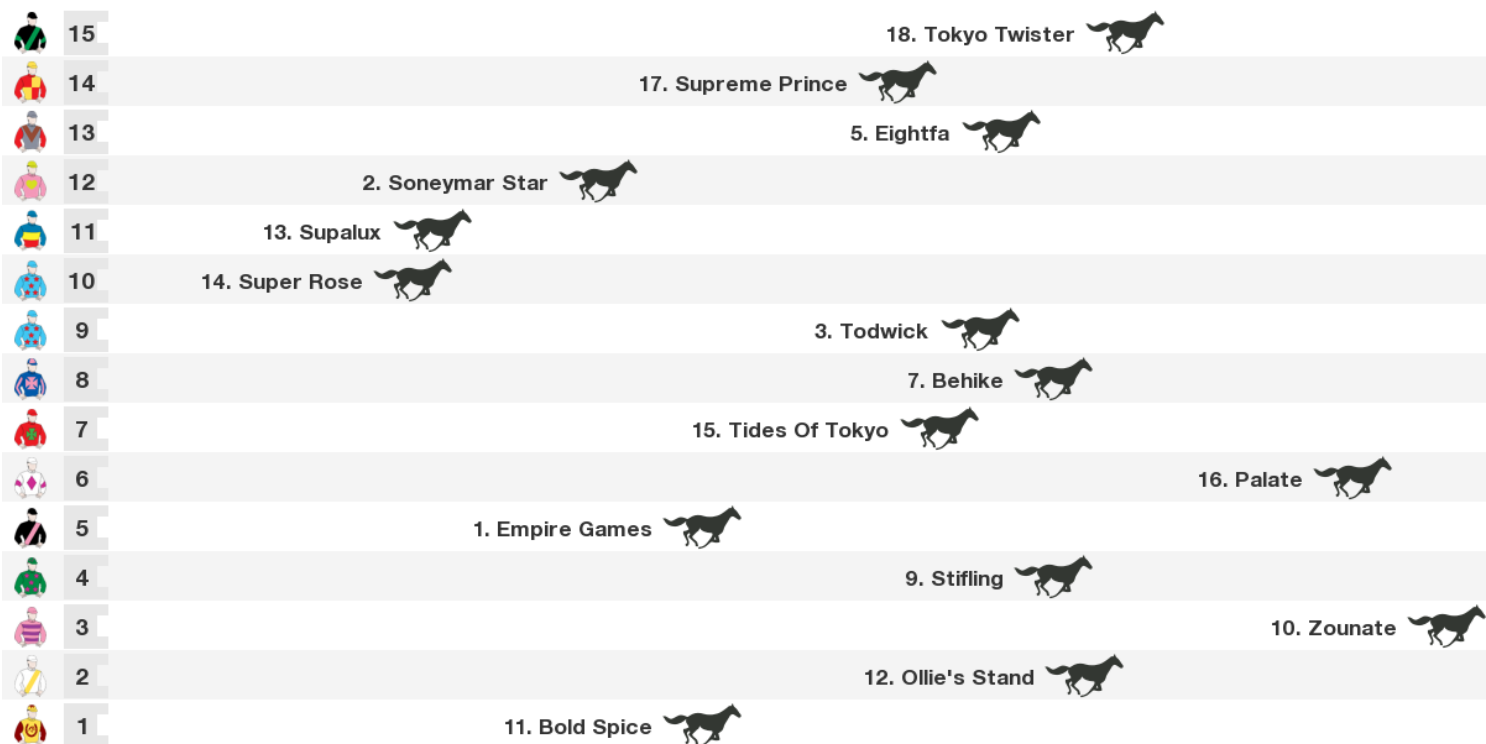 15 18. Tokyo Twister
14 17. Supreme Prince
13 5. Eightfa
12 2. Soneymar Star
11 13. Supalux
10 14. Super Rose
9 3. Todwick
8 7. Behike
7 15. Tides Of Tokyo
6 16. Palate
5 1. Empire Games
4 9. Stifling
3 10. Zounate
2 12. Ollie's Stand
1 11. Bold Spice